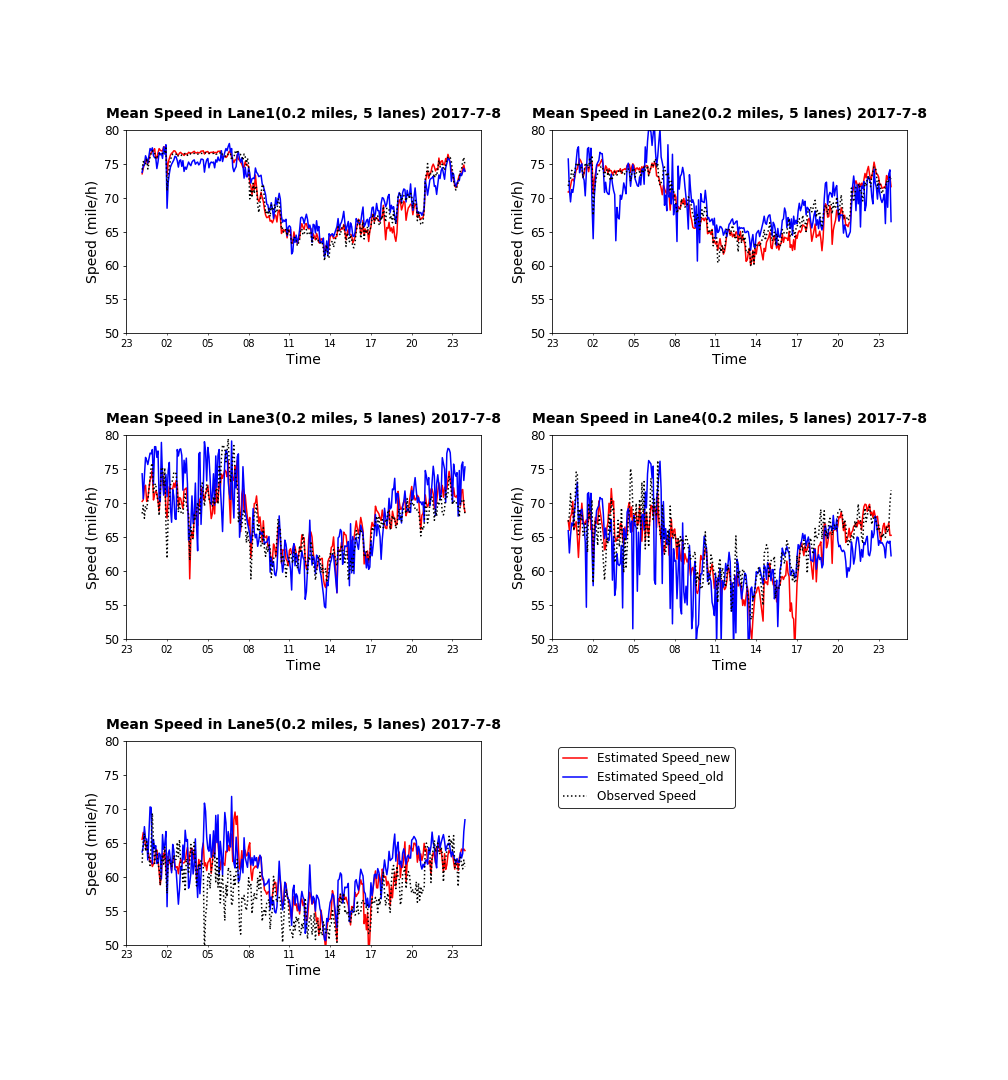 Mean Speed in Lane1(0.2 miles, 5 lanes) 2017-7-8
80
75
70
65
60
55
50
Speed (mile/h)
23 02 05 08 11 14 17 20 23
Time
Mean Speed in Lane2(0.2 miles, 5 lanes) 2017-7-8
80
75
70
65
60
55
50
Speed (mile/h)
23 02 05 08 11 14 17 20 23
Time
Mean Speed in Lane3(0.2 miles, 5 lanes) 2017-7-8
80
75
70
65
60
55
50
Speed (mile/h)
23 02 05 08 11 14 17 20 23
Time
Mean Speed in Lane4(0.2 miles, 5 lanes) 2017-7-8
80
75
70
65
60
55
50
Speed (mile/h)
23 02 05 08 11 14 17 20 23
Time
Mean Speed in Lane5(0.2 miles, 5 lanes) 2017-7-8
80
75
70
65
60
55
50
Speed (mile/h)
23 02 05 08 11 14 17 20 23
Time
Estimated Speed_new
Estimated Speed_old
Observed Speed